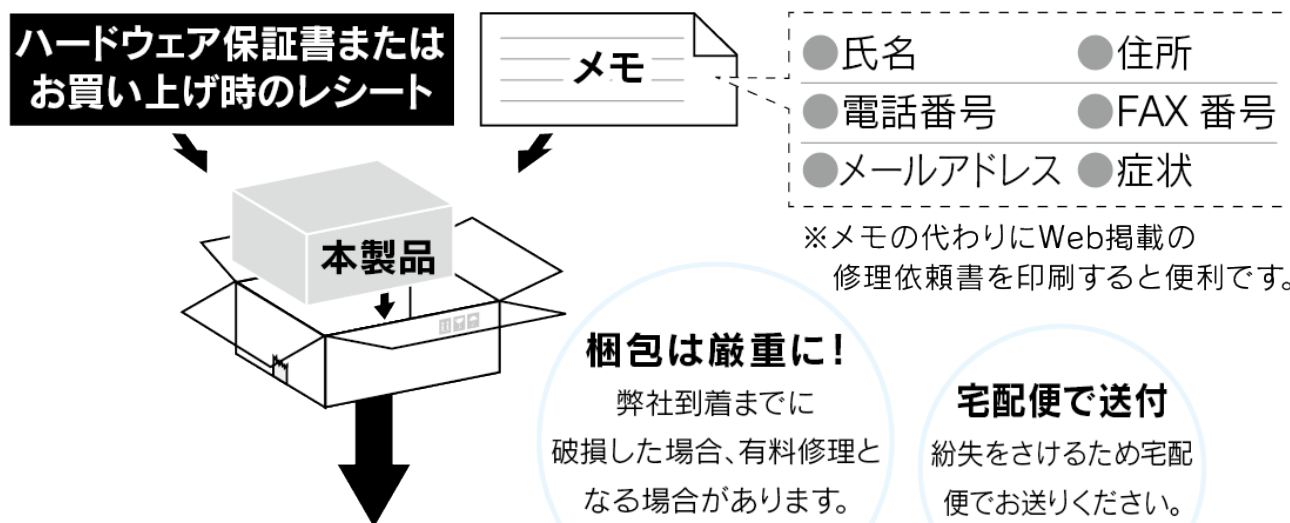 ハードウェア保証書または
お買い上げ時のレシート
メモ
●氏名 ●住所
●電話番号 ●FAX 番号
●メールアドレス ●症状
※メモの代わりにWeb掲載の
修理依頼書を印刷すると便利です。
本製品
梱包は厳重に!
弊社到着までに
破損した場合、有料修理と
なる場合があります。
宅配便で送付
紛失をさけるため宅配
便でお送りください。